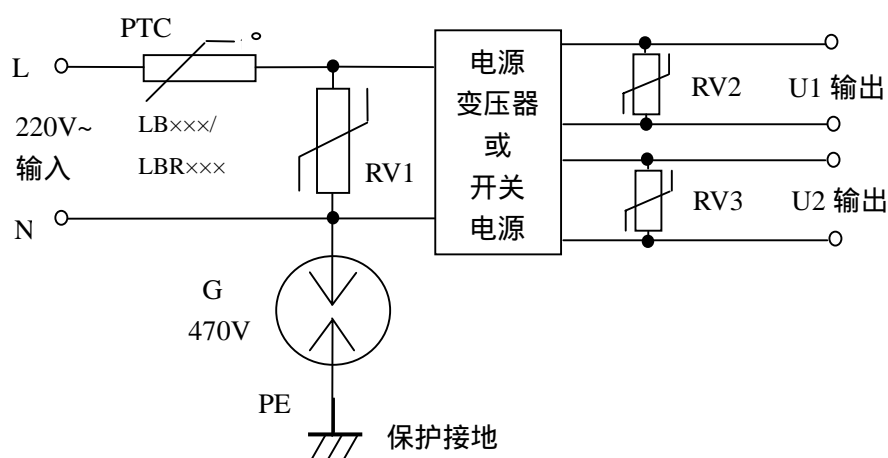 PTC
L
220V~
输入
LB×××/
LBR×××
N
RV1
G
470V
PE
保护接地
电源
变压器
或
开关
电源
RV2
U1 输出
RV3
U2 输出